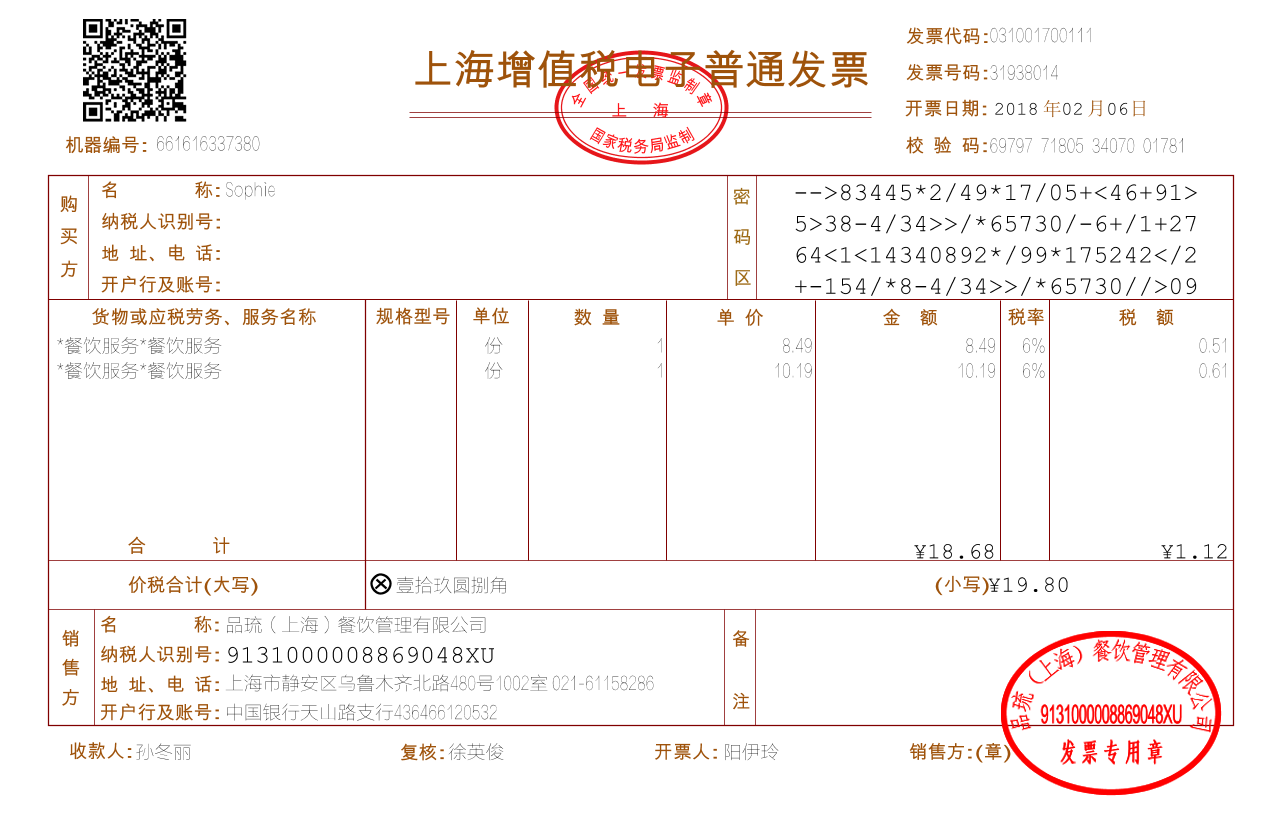 上海增值税电子普通发票
全国统一发票监制章
上 海
国家税务局监制
发票代码:031001700111
发票号码:31938014
开票日期: 2018 年02 月06日
校 验 码:69797 71805 34070 01781
机器编号: 661616337380
购买方
名 称: Sophie
纳税人识别号:
地 址、电 话:
开户行及账号:
密码区
-->83445*2/49*17/05+<46+91>
5>38-4/34>>/*65730/-6+/1+27
64<1<14340892*/99*175242</2
+-154/*8-4/34>>/*65730//>09
货物或应税劳务、服务名称 规格型号 单位 数 量 单 价 金 额 税率 税 额
*餐饮服务*餐饮服务 份 1 8.49 8.49 6% 0.51
*餐饮服务*餐饮服务 份 1 10.19 10.19 6% 0.61
合 计 ¥18.68 ¥1.12
价税合计(大写) ⊗壹拾玖圆捌角 (小写)¥19.80
销售方
名 称: 品琉（上海）餐饮管理有限公司
纳税人识别号: 9131000008869048XU
地 址、电 话: 上海市静安区乌鲁木齐北路480号1002室 021-61158286
开户行及账号: 中国银行天山路支行436466120532
备注
品琉（上海）餐饮管理有限公司
9131000008869048XU
发票专用章
收款人: 孙冬丽 复核: 徐英俊 开票人: 阳伊玲 销售方:(章)